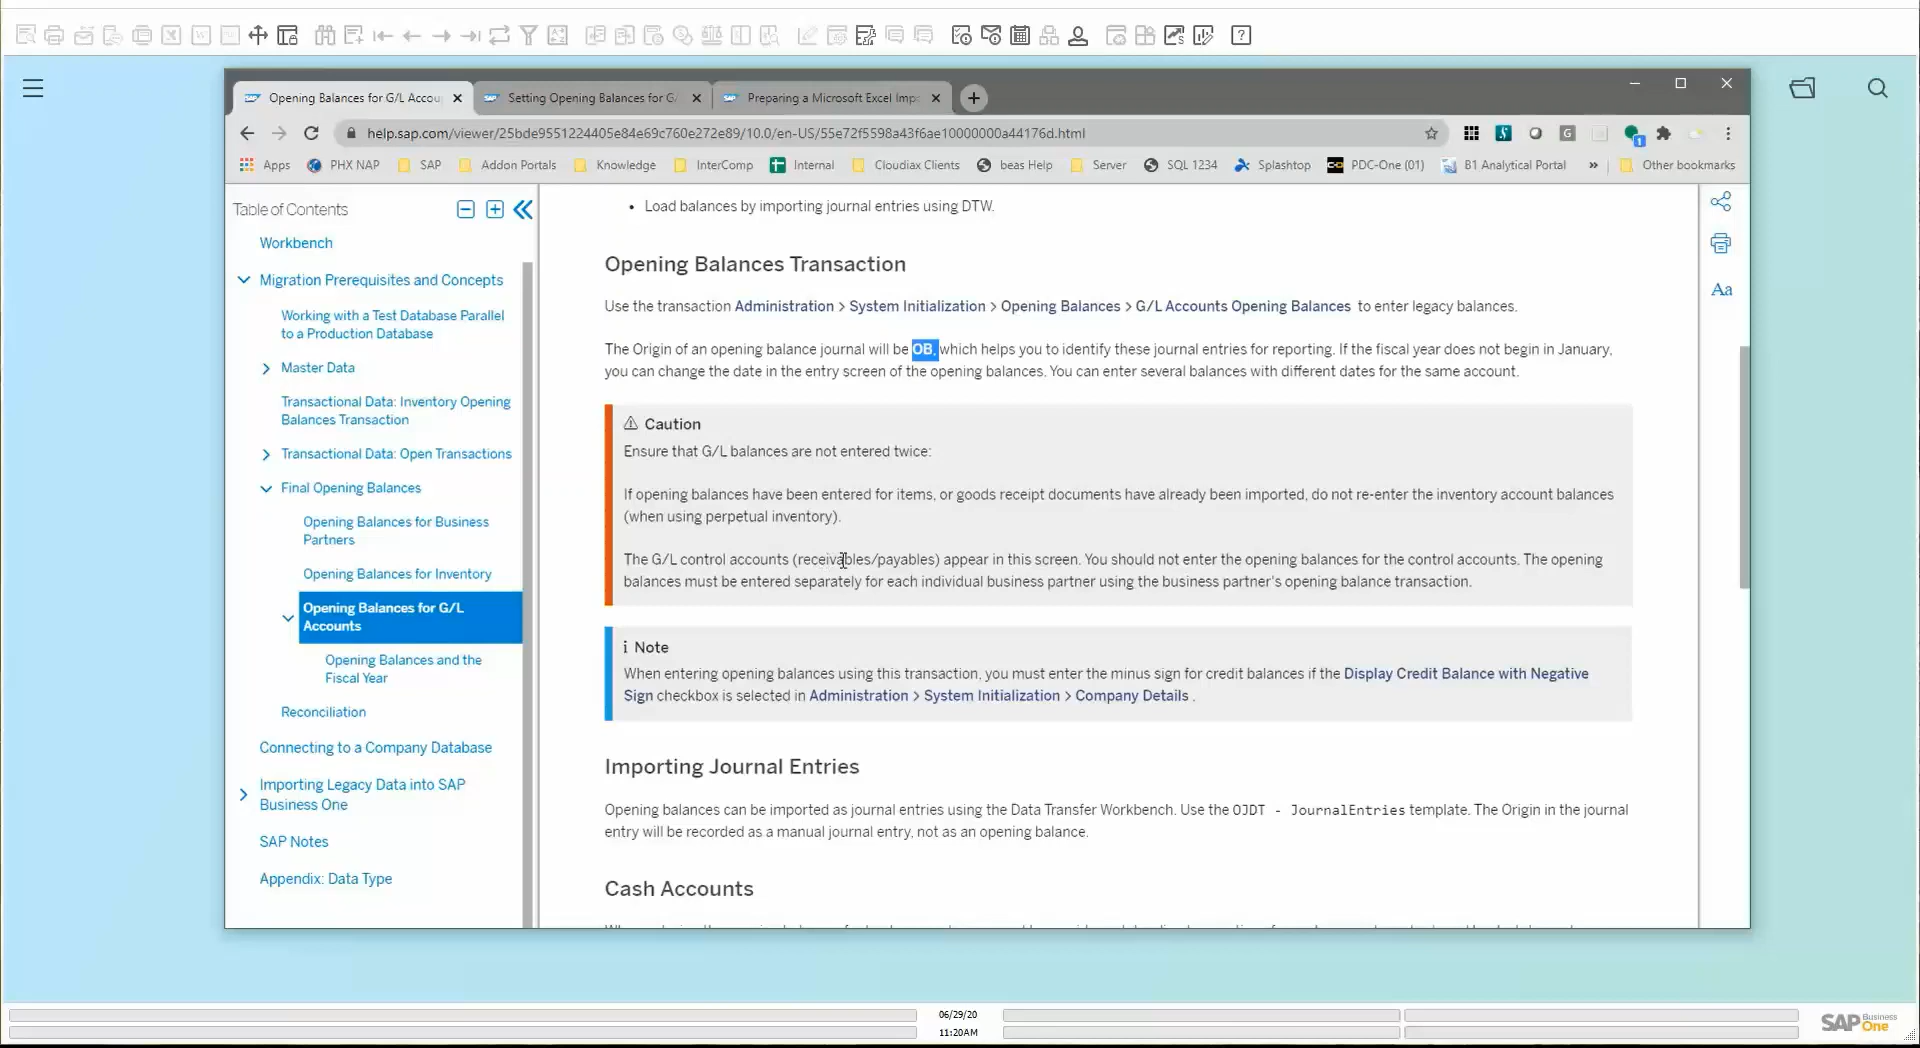 Opening Balances for G/L Accou
Setting Opening Balances for G/
Preparing a Microsoft Excel Imp
help.sap.com/viewer/25bde9551224405e84e69c760e272e89/10.0/en-US/55e72f5598a43f6ae10000000a44176d.html
Apps PHX NAP SAP Addon Portals Knowledge InterComp Internal Cloudiax Clients beas Help Server SQL 1234 Splashtop PDC-One (01) B1 Analytical Portal » Other bookmarks
Table of Contents
Workbench
Migration Prerequisites and Concepts
Working with a Test Database Parallel
to a Production Database
Master Data
Transactional Data: Inventory Opening
Balances Transaction
Transactional Data: Open Transactions
Final Opening Balances
Opening Balances for Business
Partners
Opening Balances for Inventory
Opening Balances for G/L
Accounts
Opening Balances and the
Fiscal Year
Reconciliation
Connecting to a Company Database
Importing Legacy Data into SAP
Business One
SAP Notes
Appendix: Data Type
• Load balances by importing journal entries using DTW.
Opening Balances Transaction
Use the transaction Administration > System Initialization > Opening Balances > G/L Accounts Opening Balances to enter legacy balances.
The Origin of an opening balance journal will be OB, which helps you to identify these journal entries for reporting. If the fiscal year does not begin in January,
you can change the date in the entry screen of the opening balances. You can enter several balances with different dates for the same account.
Caution
Ensure that G/L balances are not entered twice:
If opening balances have been entered for items, or goods receipt documents have already been imported, do not re-enter the inventory account balances
(when using perpetual inventory).
The G/L control accounts (receivables/payables) appear in this screen. You should not enter the opening balances for the control accounts. The opening
balances must be entered separately for each individual business partner using the business partner's opening balance transaction.
i Note
When entering opening balances using this transaction, you must enter the minus sign for credit balances if the Display Credit Balance with Negative
Sign checkbox is selected in Administration > System Initialization > Company Details .
Importing Journal Entries
Opening balances can be imported as journal entries using the Data Transfer Workbench. Use the OJDT - JournalEntries template. The Origin in the journal
entry will be recorded as a manual journal entry, not as an opening balance.
Cash Accounts
Aa
06/29/20
11:20AM
SAP Business
One